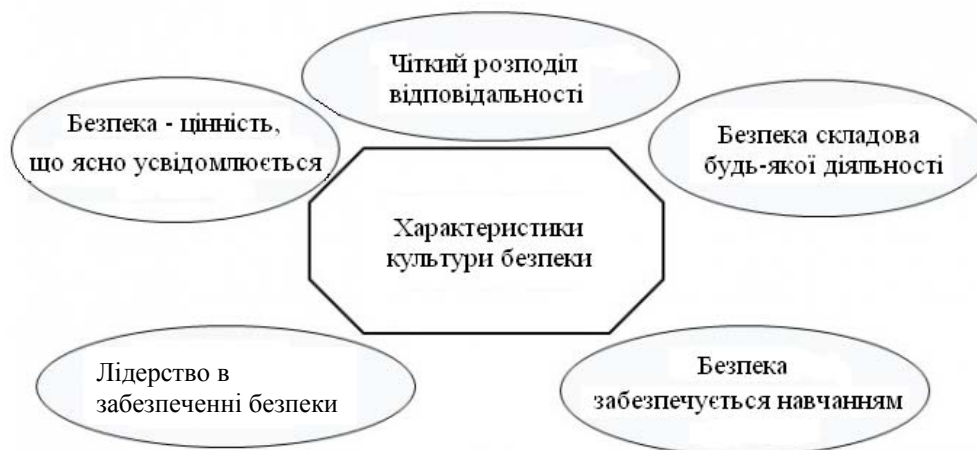 Чіткий розподіл
відповідальності
Безпека - цінність,
що ясно усвідомлюється
Безпека складова
будь-якої діяльності
Характеристики
культури безпеки
Лідерство в
забезпеченні безпеки
Безпека
забезпечується навчанням